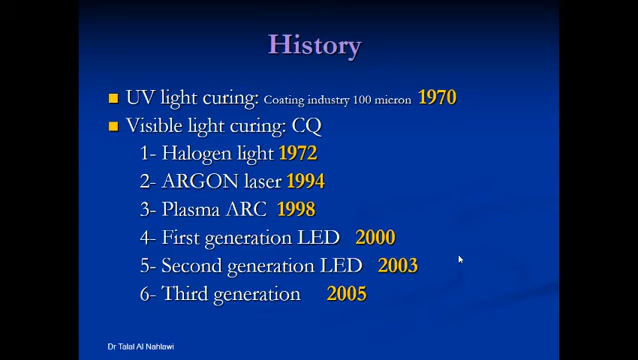 History
UV light curing: Coating industry 100 micron 1970
Visible light curing: CQ
1- Halogen light 1972
2- ARGON laser 1994
3- Plasma ARC 1998
4- First generation LED 2000
5- Second generation LED 2003
6- Third generation 2005
Dr Talal Al Nahlawi